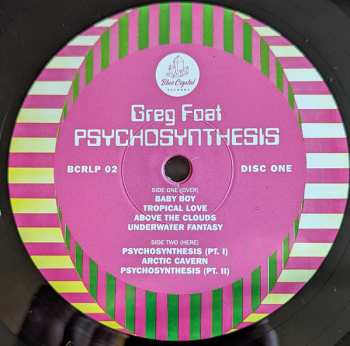 Blue Crystal
RECORDS
Greg Foat
PSYCHOSYNTHESIS
BCRLP 02 DISC ONE
SIDE ONE (OVER)
BABY BOY
TROPICAL LOVE
ABOVE THE CLOUDS
UNDERWATER FANTASY
SIDE TWO (HERE)
PSYCHOSYNTHESIS (PT. I)
ARCTIC CAVERN
PSYCHOSYNTHESIS (PT. II)